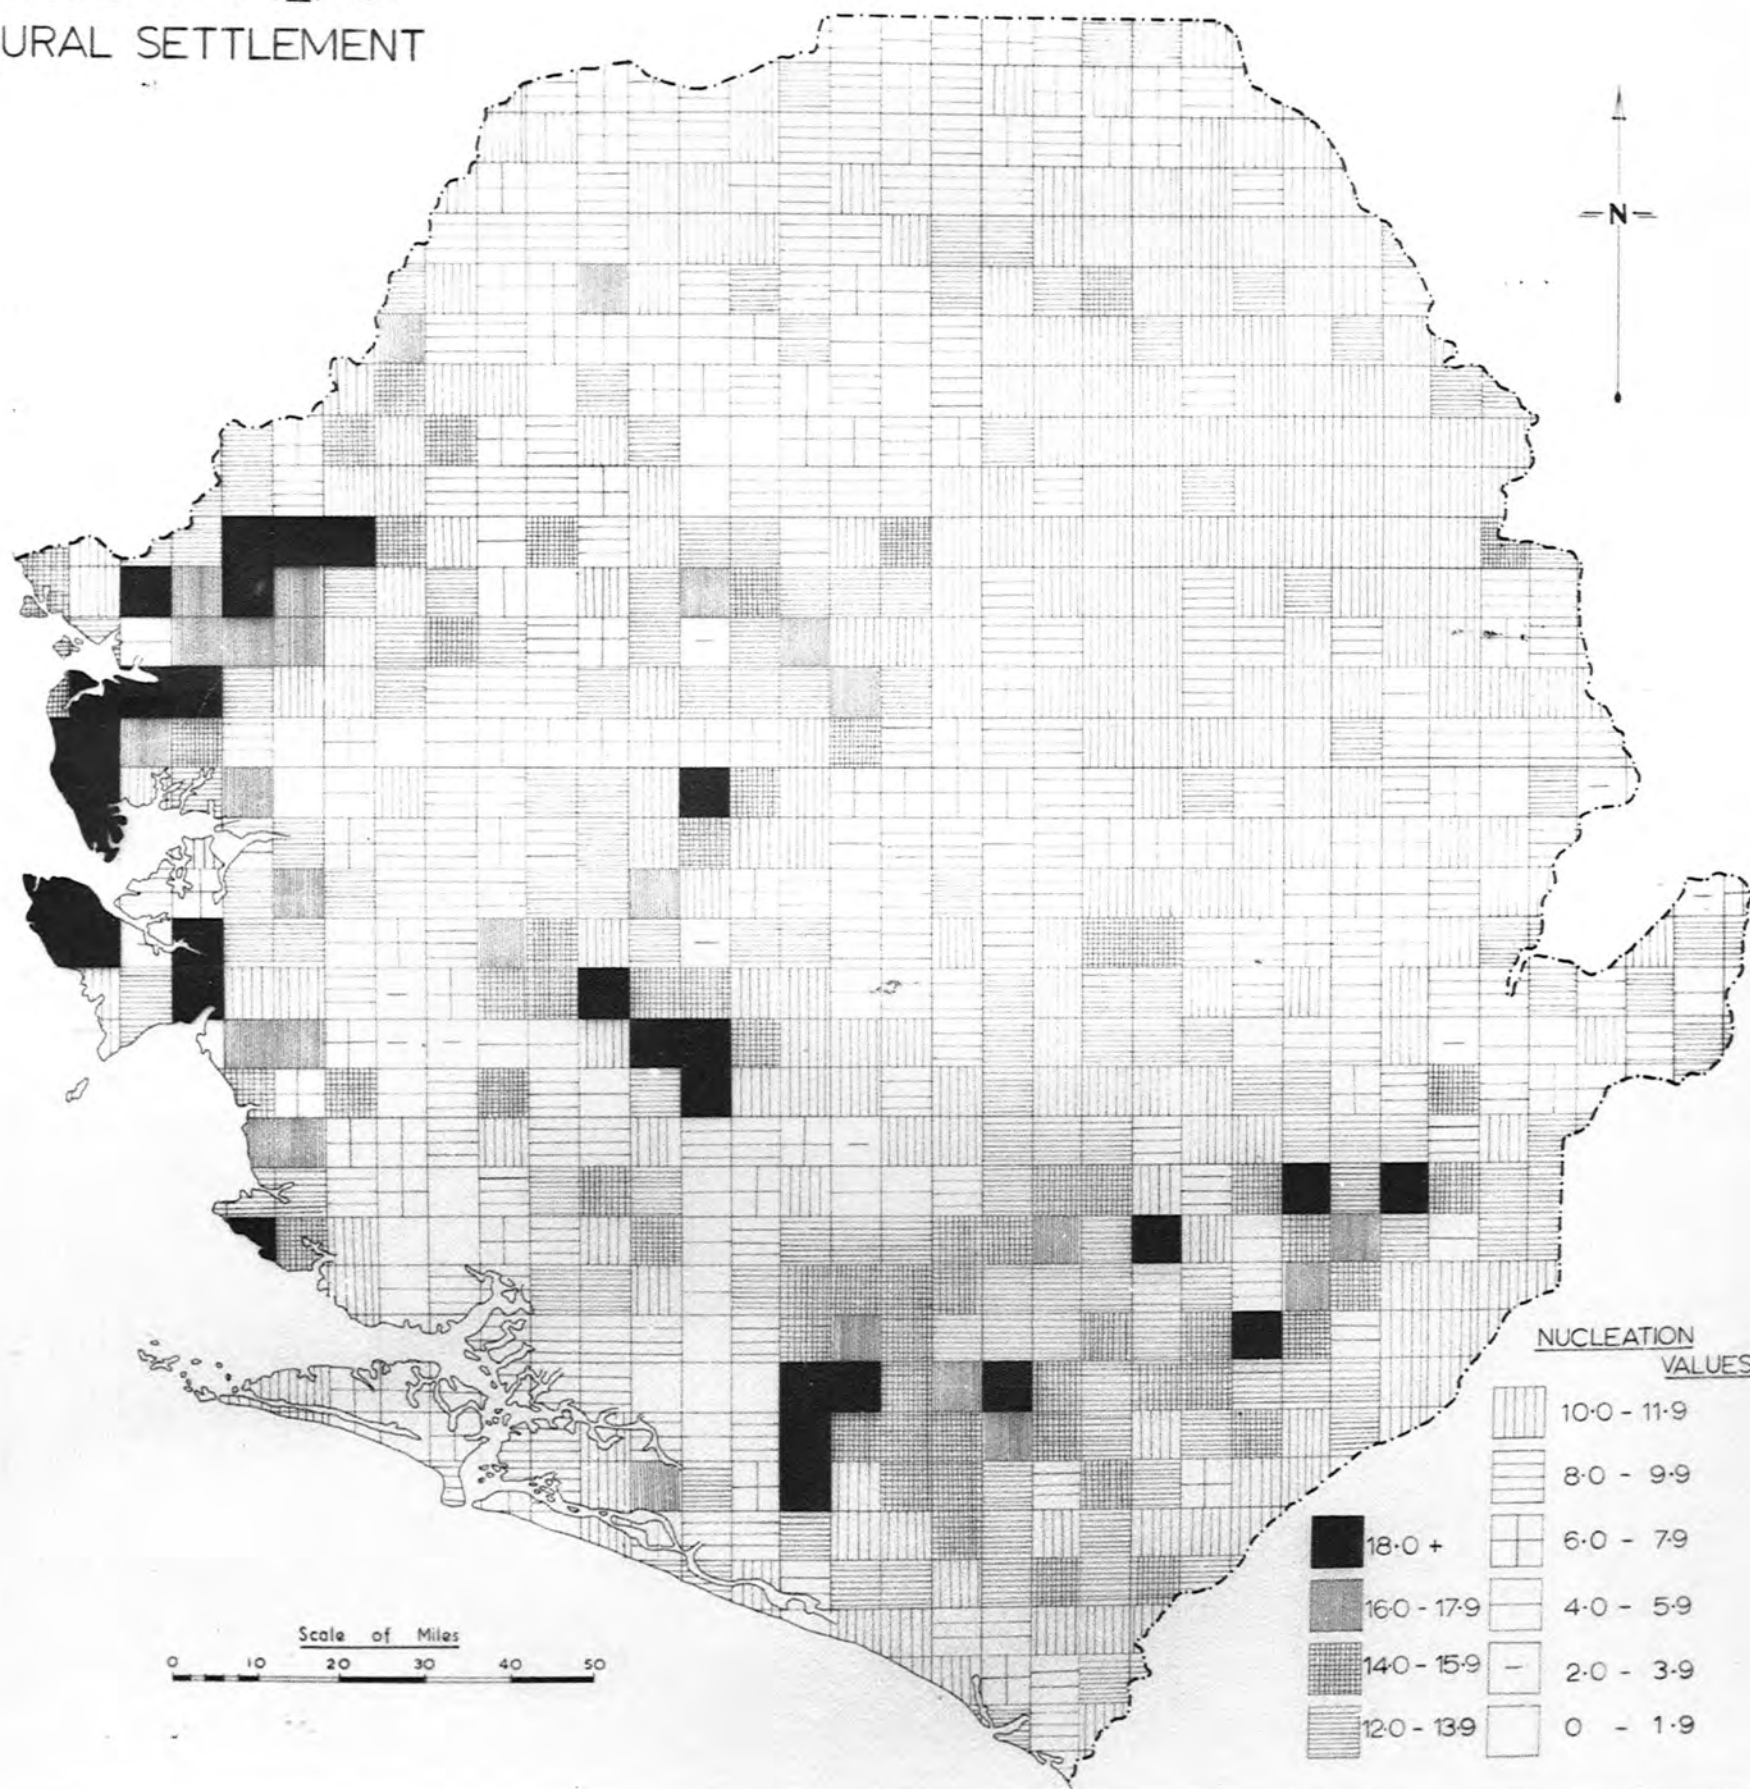 URAL SETTLEMENT
N
NUCLEATION
VALUES
10·0 - 11·9
8·0 - 9·9
18·0 +
6·0 - 7·9
16·0 - 17·9
4·0 - 5·9
14·0 - 15·9
2·0 - 3·9
12·0 - 13·9
0 - 1·9
Scale of Miles
0 10 20 30 40 50